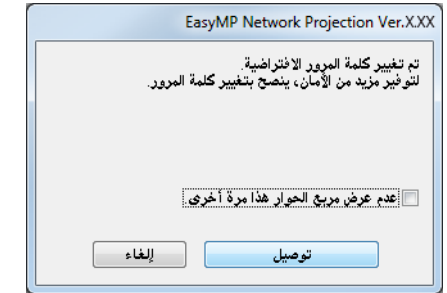 EasyMP Network Projection Ver.X.XX
تم تغيير كلمة المرور الافتراضية.
لتوفير مزيد من الأمان، ينصح بتغيير كلمة المرور.
عدم عرض مربع الحوار هذا مرة أخرى.
توصيل
إلغاء